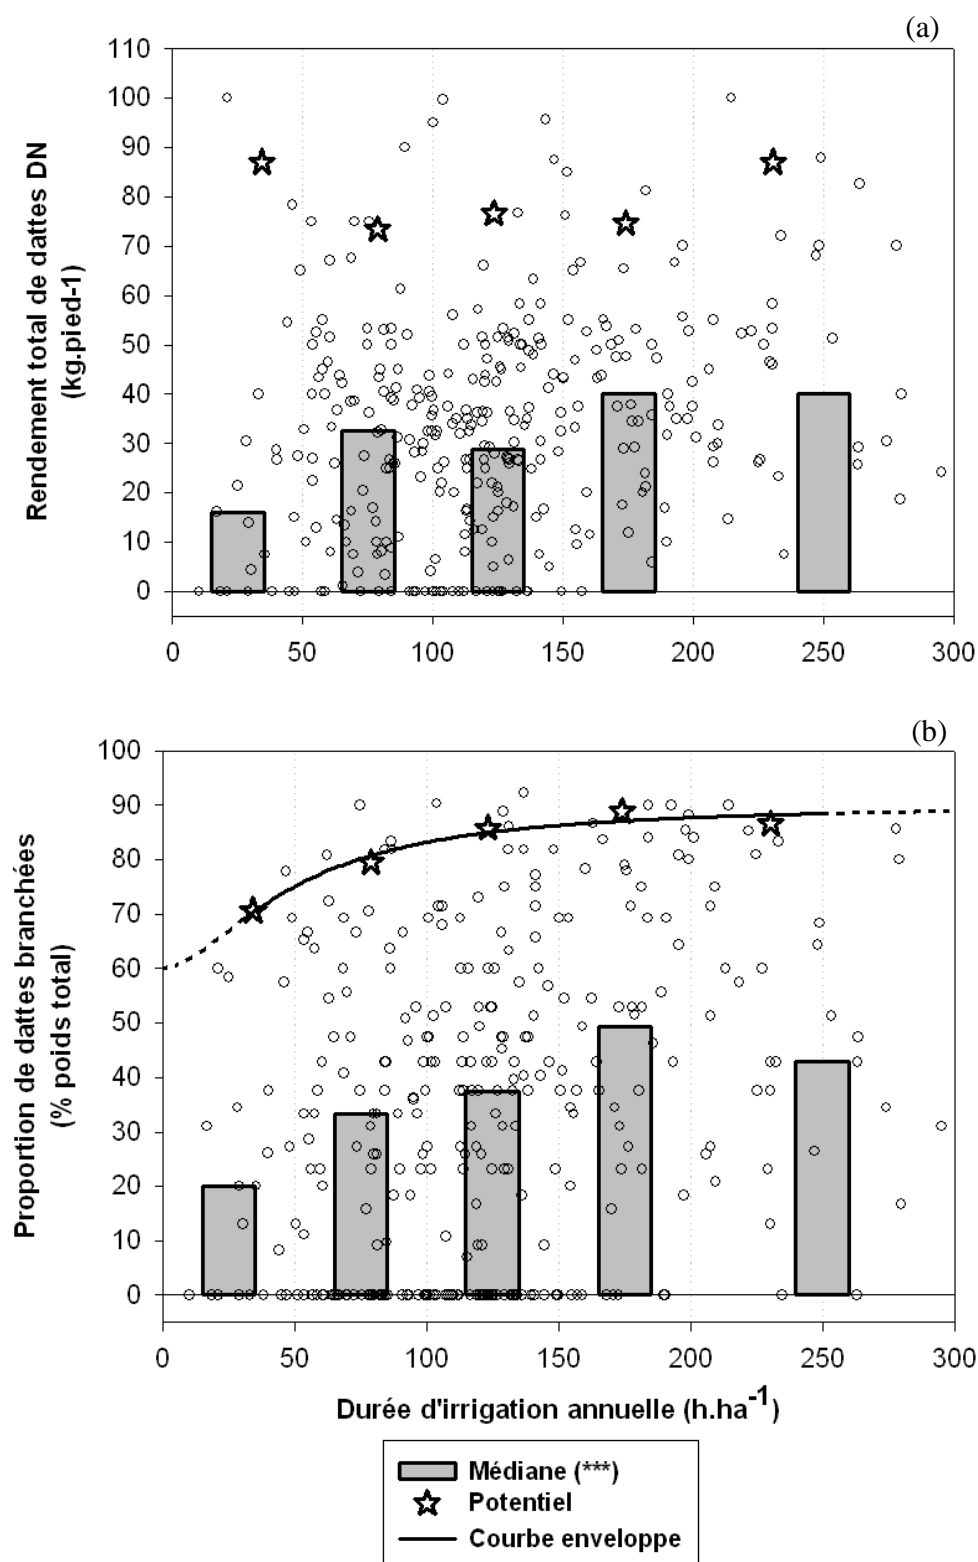 (a)
Rendement total de dattes DN
(kg.pied-1)
110
100
90
80
70
60
50
40
30
20
10
0
0 50 100 150 200 250 300
(b)
Proportion de dattes branchées
(% poids total)
100
90
80
70
60
50
40
30
20
10
0
0 50 100 150 200 250 300
Durée d'irrigation annuelle (h.ha-1)
Médiane (***)
Potentiel
Courbe enveloppe